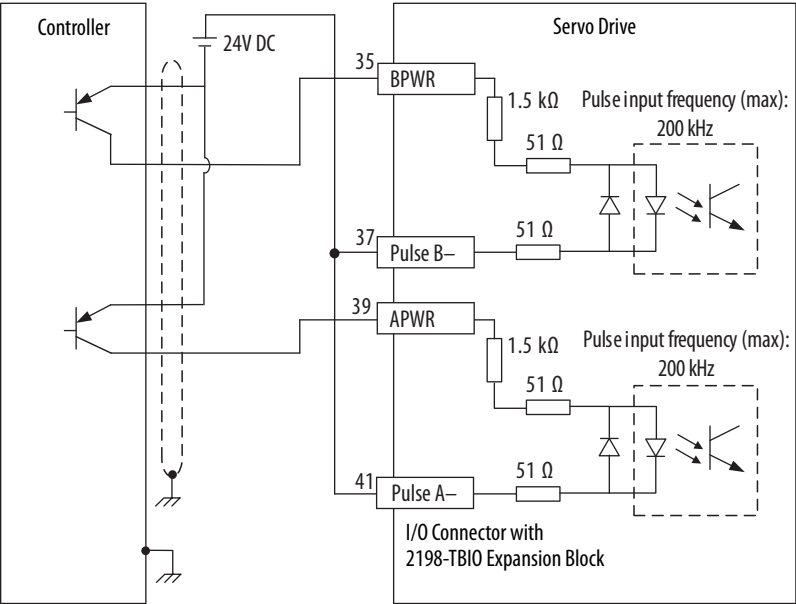 Controller
24V DC
Servo Drive
35
BPWR
1.5 kΩ
51 Ω
Pulse input frequency (max):
200 kHz
37
Pulse B–
51 Ω
39
APWR
1.5 kΩ
51 Ω
Pulse input frequency (max):
200 kHz
41
Pulse A–
51 Ω
I/O Connector with
2198-TBIO Expansion Block